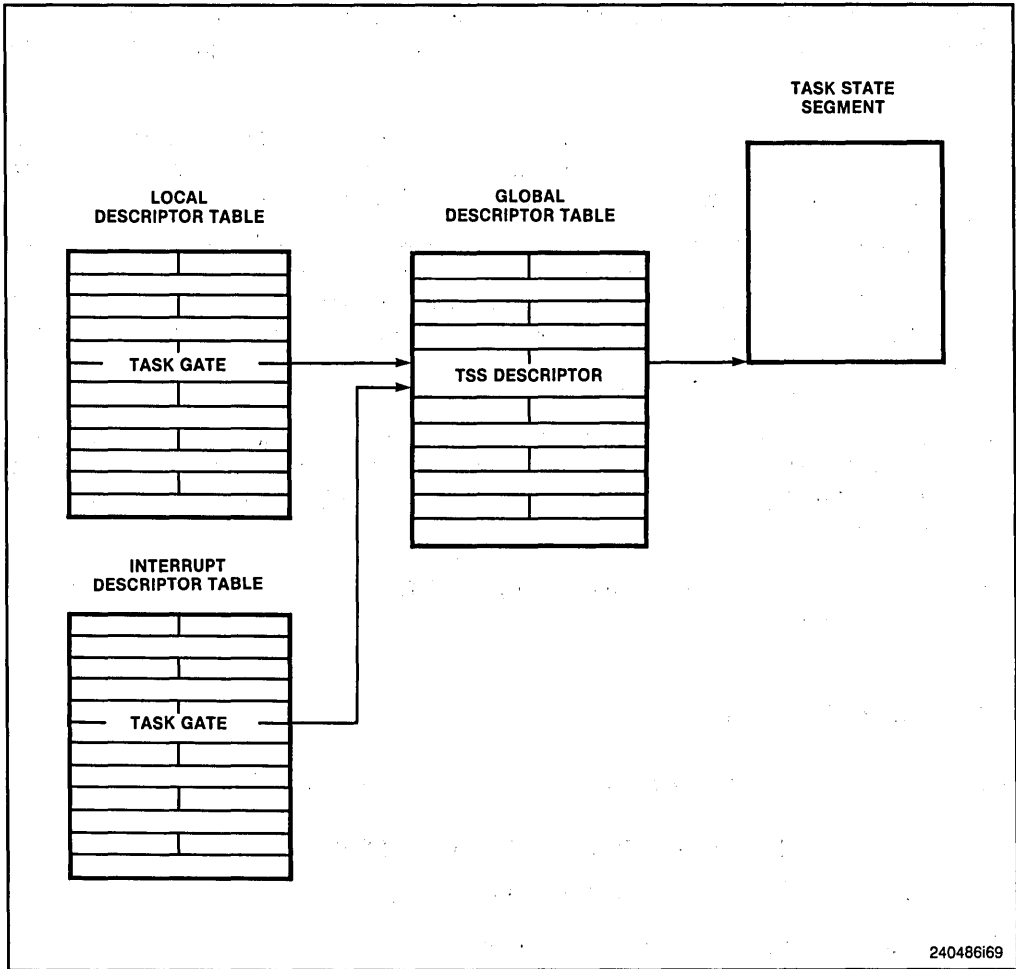 TASK STATE
SEGMENT
LOCAL
DESCRIPTOR TABLE
GLOBAL
DESCRIPTOR TABLE
TASK GATE
TSS DESCRIPTOR
INTERRUPT
DESCRIPTOR TABLE
TASK GATE
240486i69